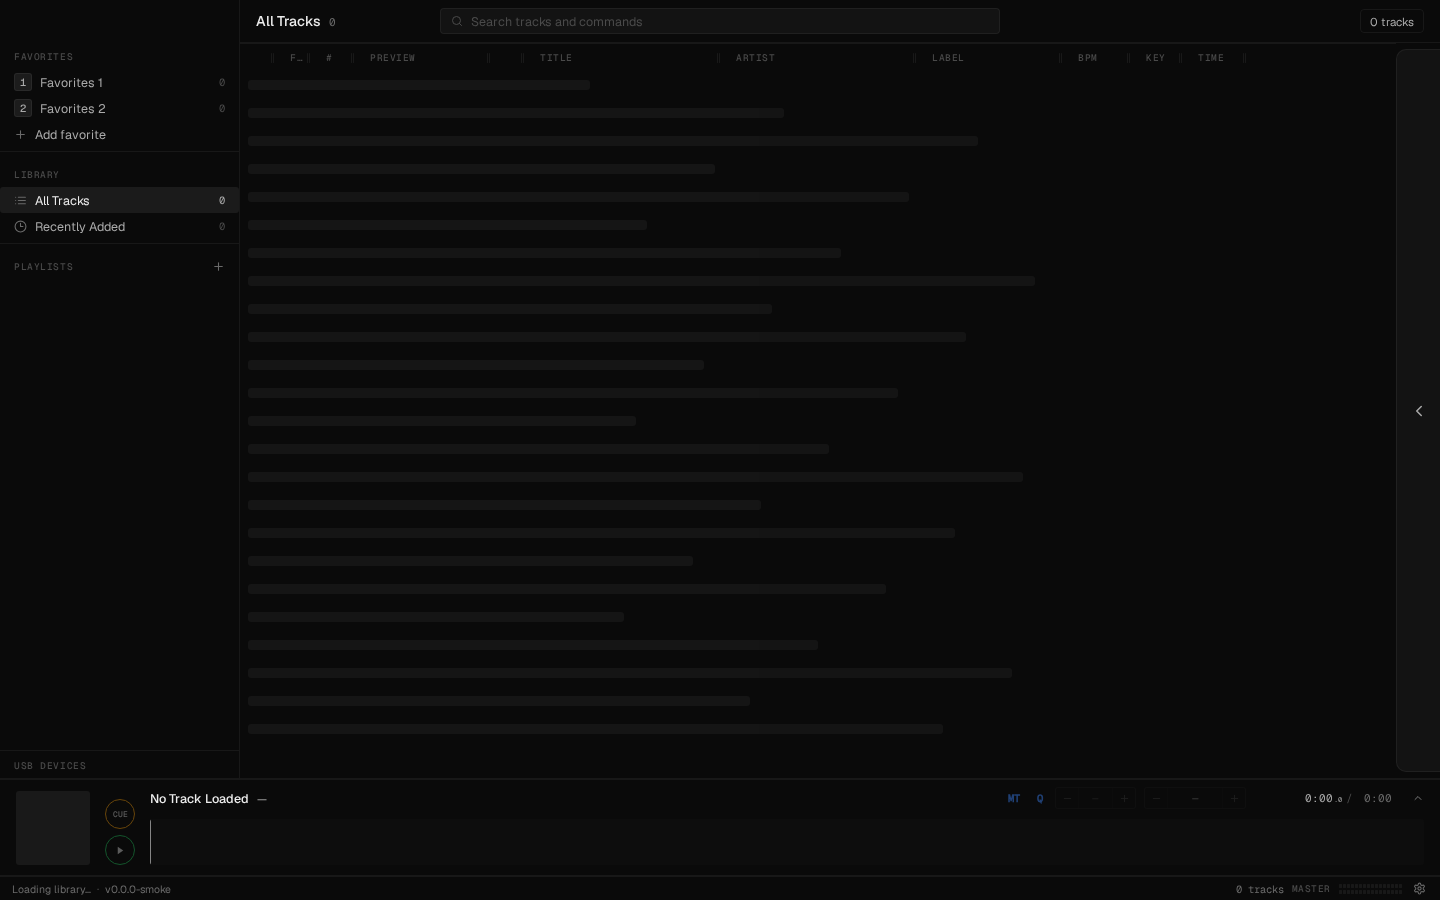 All Tracks 0
Search tracks and commands
0 tracks
FAVORITES
1 Favorites 1 0
2 Favorites 2 0
Add favorite
LIBRARY
All Tracks 0
Recently Added 0
PLAYLISTS
USB DEVICES
F… # PREVIEW TITLE ARTIST LABEL BPM KEY TIME
CUE
No Track Loaded —
MT Q — — + — — +
0:00.0 / 0:00
Loading library… · v0.0.0-smoke
0 tracks MASTER